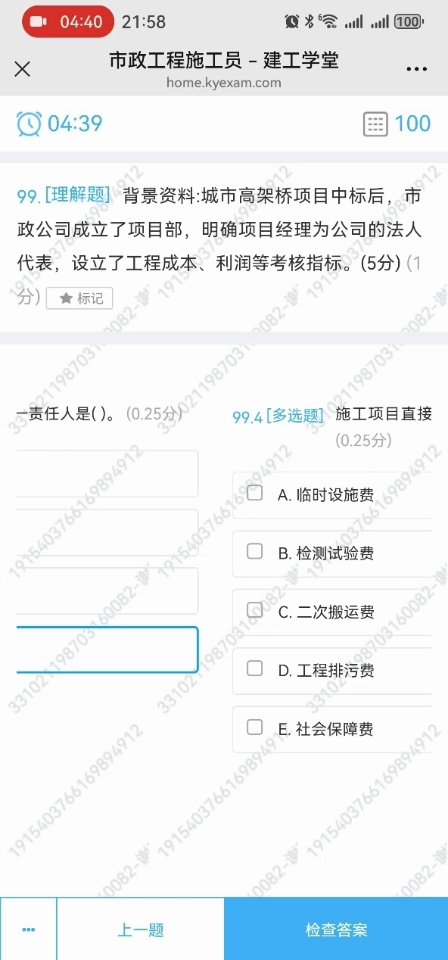 04:40 21:58 6 100
市政工程施工员 - 建工学堂
home.kyexam.com
04:39 100
99. [理解题] 背景资料:城市高架桥项目中标后，市
政公司成立了项目部，明确项目经理为公司的法人
代表，设立了工程成本、利润等考核指标。(5分) (1
分) ★ 标记
一责任人是( )。 (0.25分)
99.4 [多选题] 施工项目直接
(0.25分)
A. 临时设施费
B. 检测试验费
C. 二次搬运费
D. 工程排污费
E. 社会保障费
上一题
检查答案